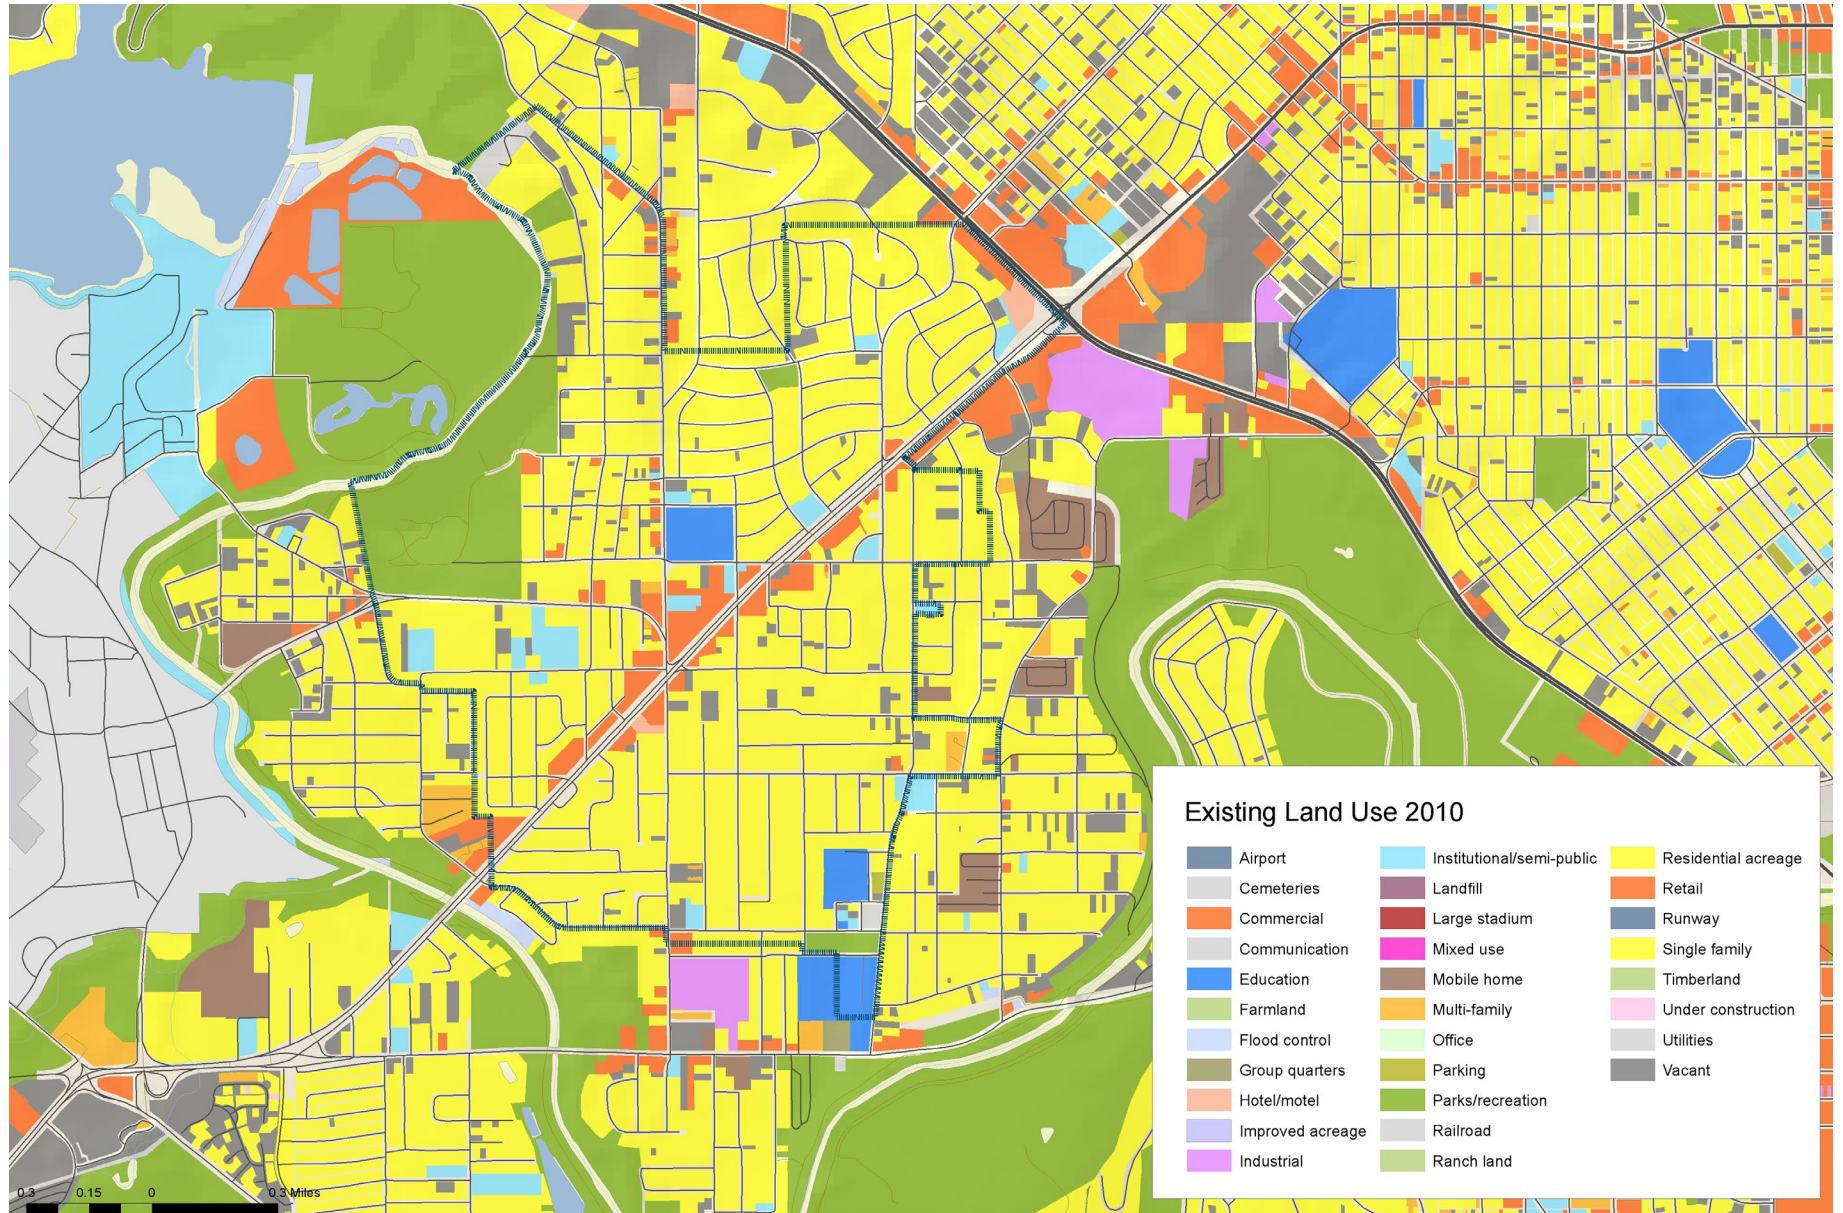 Existing Land Use 2010
Airport
Cemeteries
Commercial
Communication
Education
Farmland
Flood control
Group quarters
Hotel/motel
Improved acreage
Industrial
Institutional/semi-public
Landfill
Large stadium
Mixed use
Mobile home
Multi-family
Office
Parking
Parks/recreation
Railroad
Ranch land
Residential acreage
Retail
Runway
Single family
Timberland
Under construction
Utilities
Vacant
0.3 0.15 0 0.3 Miles